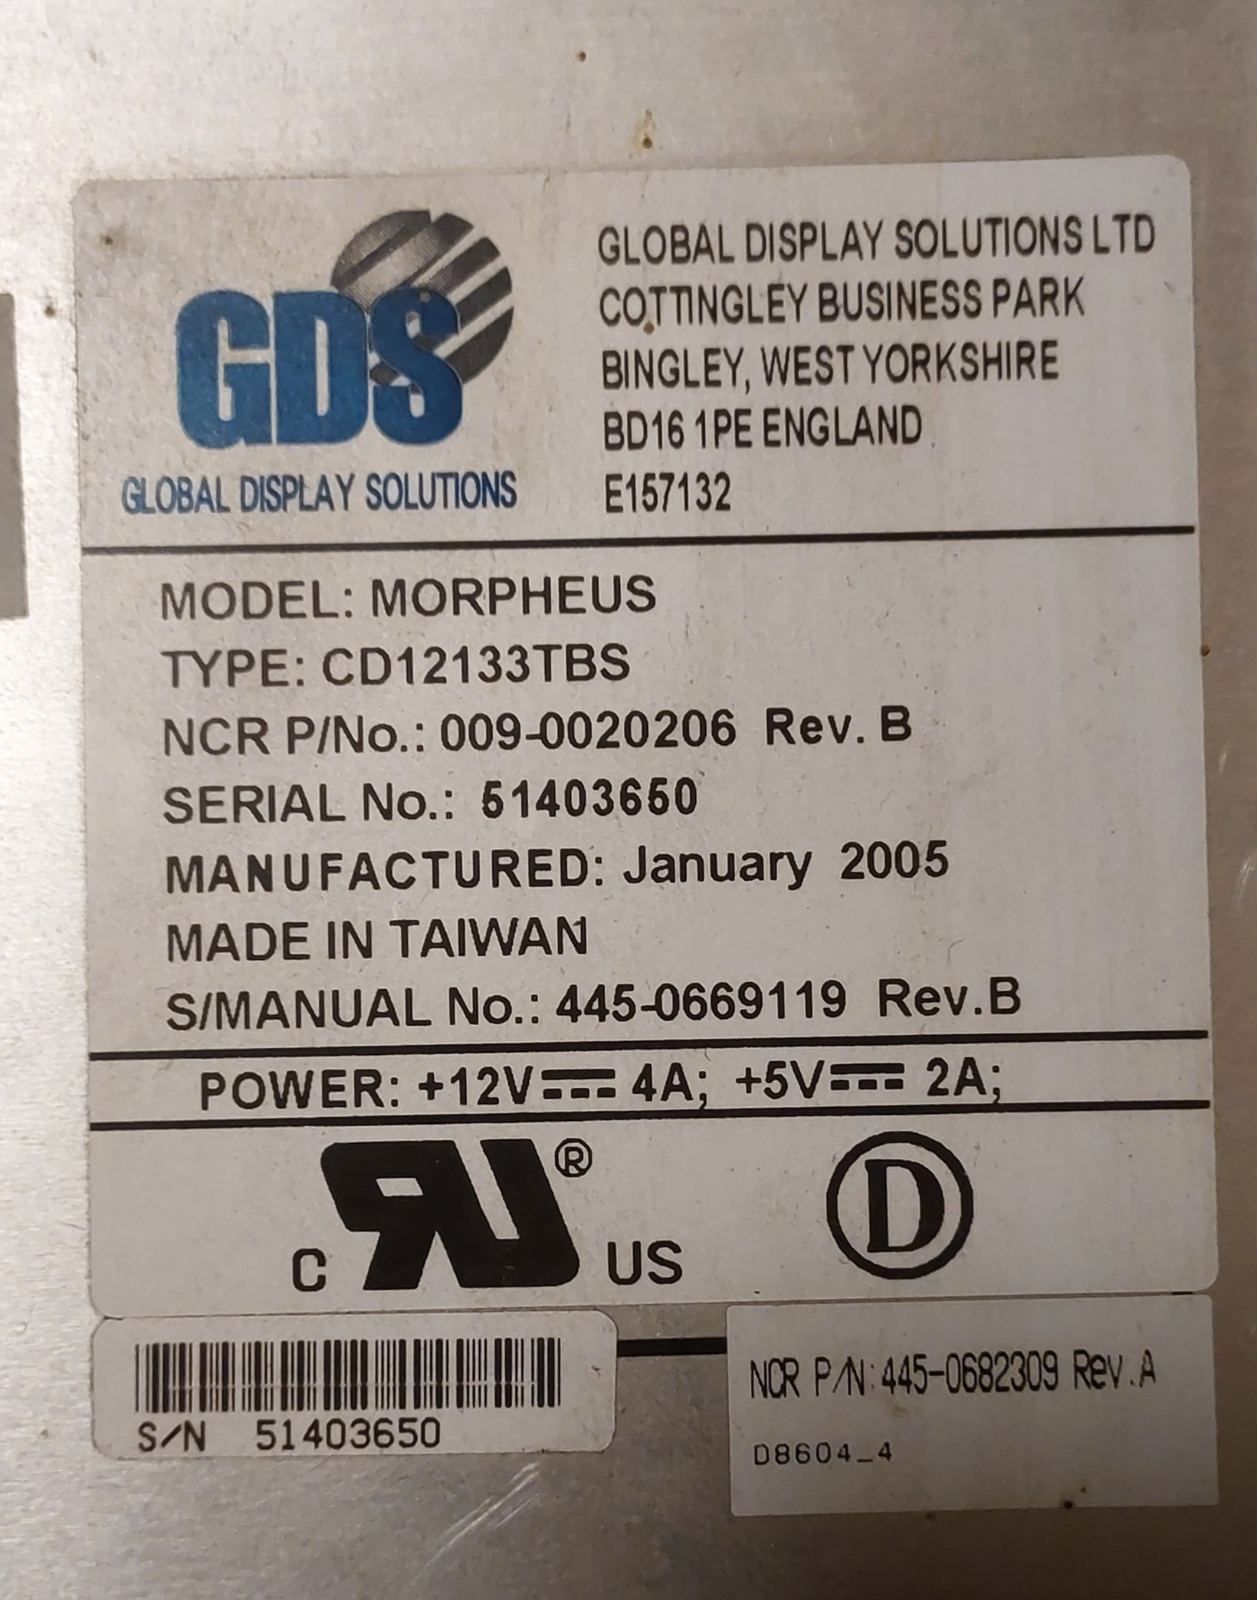 GDS
GLOBAL DISPLAY SOLUTIONS
GLOBAL DISPLAY SOLUTIONS LTD
COTTINGLEY BUSINESS PARK
BINGLEY, WEST YORKSHIRE
BD16 1PE ENGLAND
E157132
MODEL: MORPHEUS
TYPE: CD12133TBS
NCR P/No.: 009-0020206 Rev. B
SERIAL No.: 51403650
MANUFACTURED: January 2005
MADE IN TAIWAN
S/MANUAL No.: 445-0669119 Rev.B
POWER: +12V⎓ 4A; +5V⎓ 2A;
C RU® US
D
S/N 51403650
NCR P/N:445-0682309 Rev.A
D8604_4